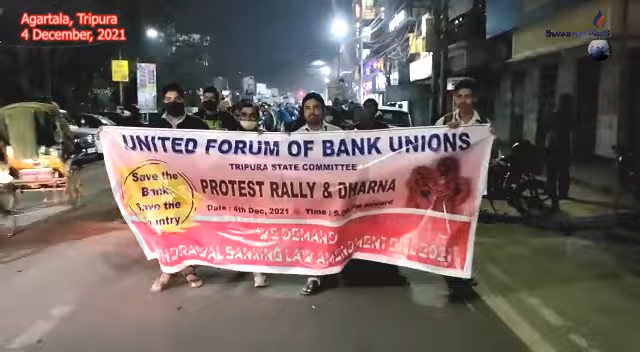 Agartala, Tripura
4 December, 2021
UNITED FORUM OF BANK UNIONS
TRIPURA STATE COMMITTEE
Save the
Bank
Save the
PROTEST RALLY & DHARNA
Date : 4th Dec, 2021
Time : 5.
WE DEMAND
BANKING LAW AMENDMENT BILL 2021